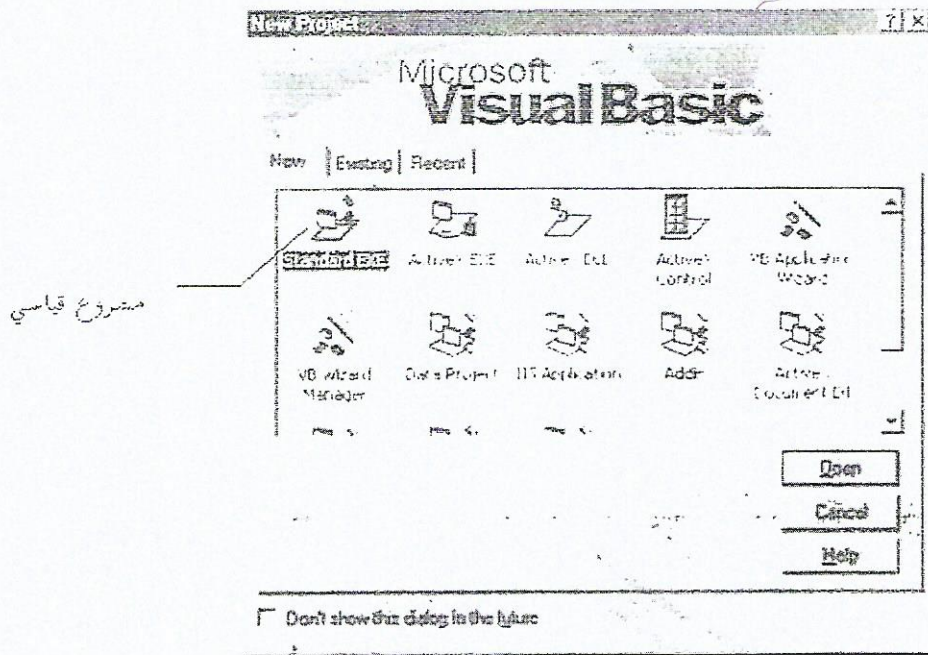 New Project
Microsoft
Visual Basic
New Existing Recent
Standard EXE ActiveX EXE ActiveX DLL ActiveX Control VB Application Wizard
مشروع قياسي
VB Wizard Manager Data Project IIS Application Addin ActiveX Document Dll
Open
Cancel
Help
Don't show this dialog in the future